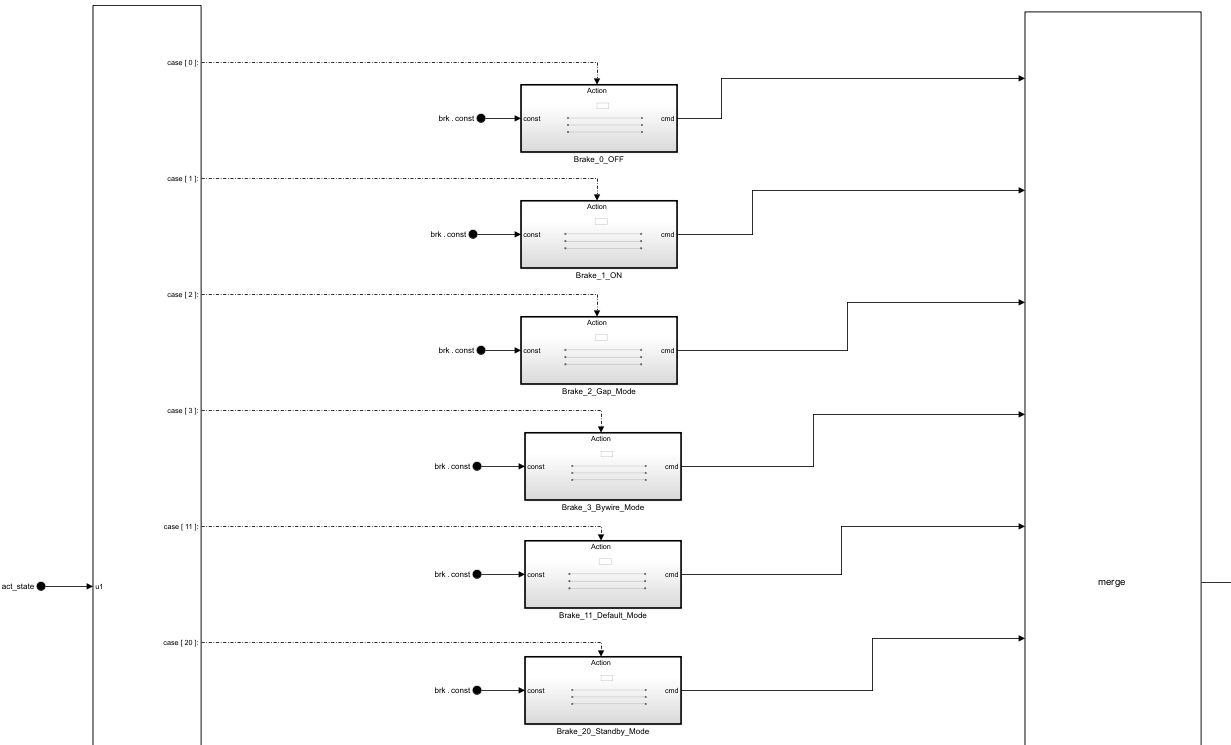 case [ 0 ]:
Action
brk . const
const
cmd
Brake_0_OFF
case [ 1 ]:
Action
brk . const
const
cmd
Brake_1_ON
case [ 2 ]:
Action
brk . const
const
cmd
Brake_2_Gap_Mode
case [ 3 ]:
Action
brk . const
const
cmd
Brake_3_Bywire_Mode
case [ 11 ]:
Action
brk . const
const
cmd
act_state
u1
merge
Brake_11_Default_Mode
case [ 20 ]:
Action
brk . const
const
cmd
Brake_20_Standby_Mode